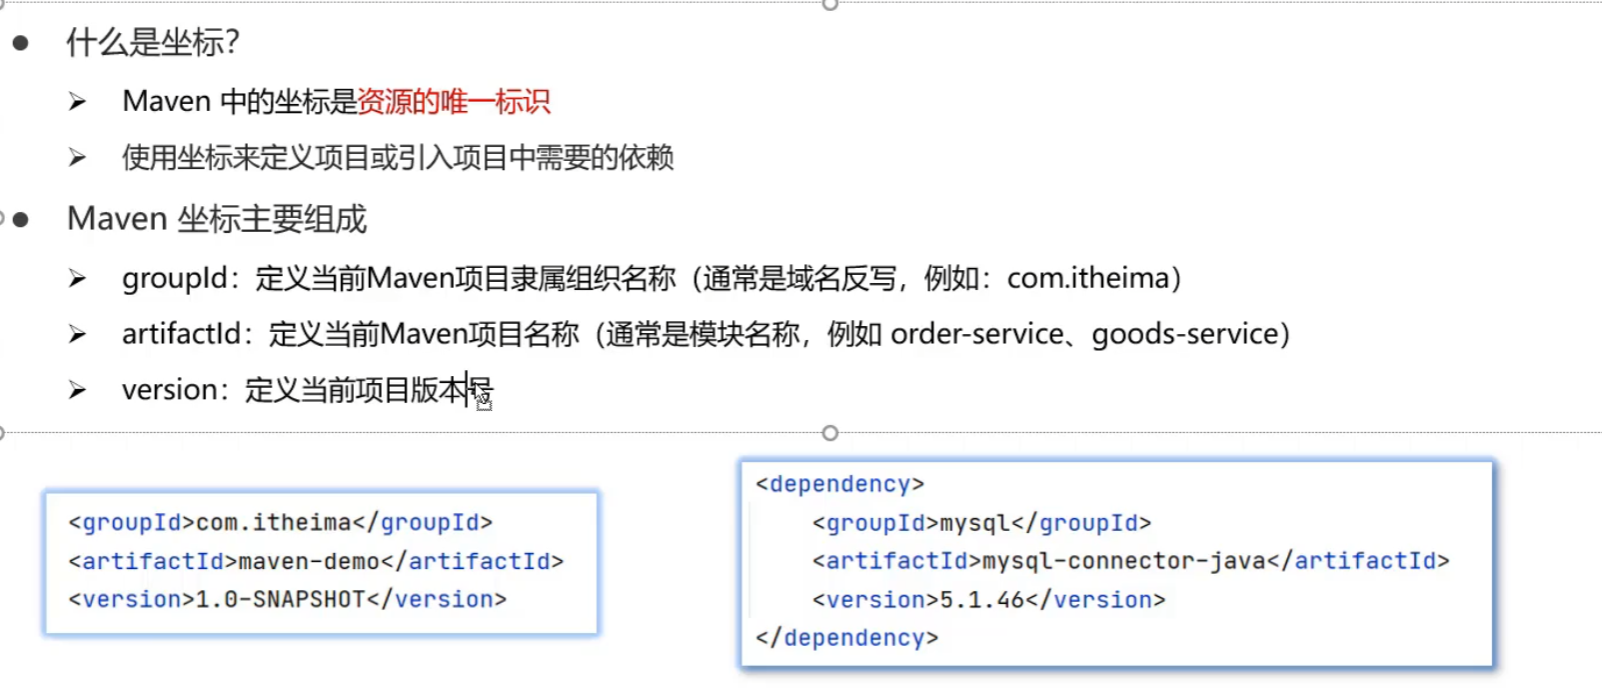 什么是坐标？
Maven 中的坐标是资源的唯一标识
使用坐标来定义项目或引入项目中需要的依赖
Maven 坐标主要组成
groupId：定义当前Maven项目隶属组织名称（通常是域名反写，例如：com.itheima）
artifactId：定义当前Maven项目名称（通常是模块名称，例如 order-service、goods-service）
version：定义当前项目版本号
<groupId>com.itheima</groupId>
<artifactId>maven-demo</artifactId>
<version>1.0-SNAPSHOT</version>
<dependency>
<groupId>mysql</groupId>
<artifactId>mysql-connector-java</artifactId>
<version>5.1.46</version>
</dependency>